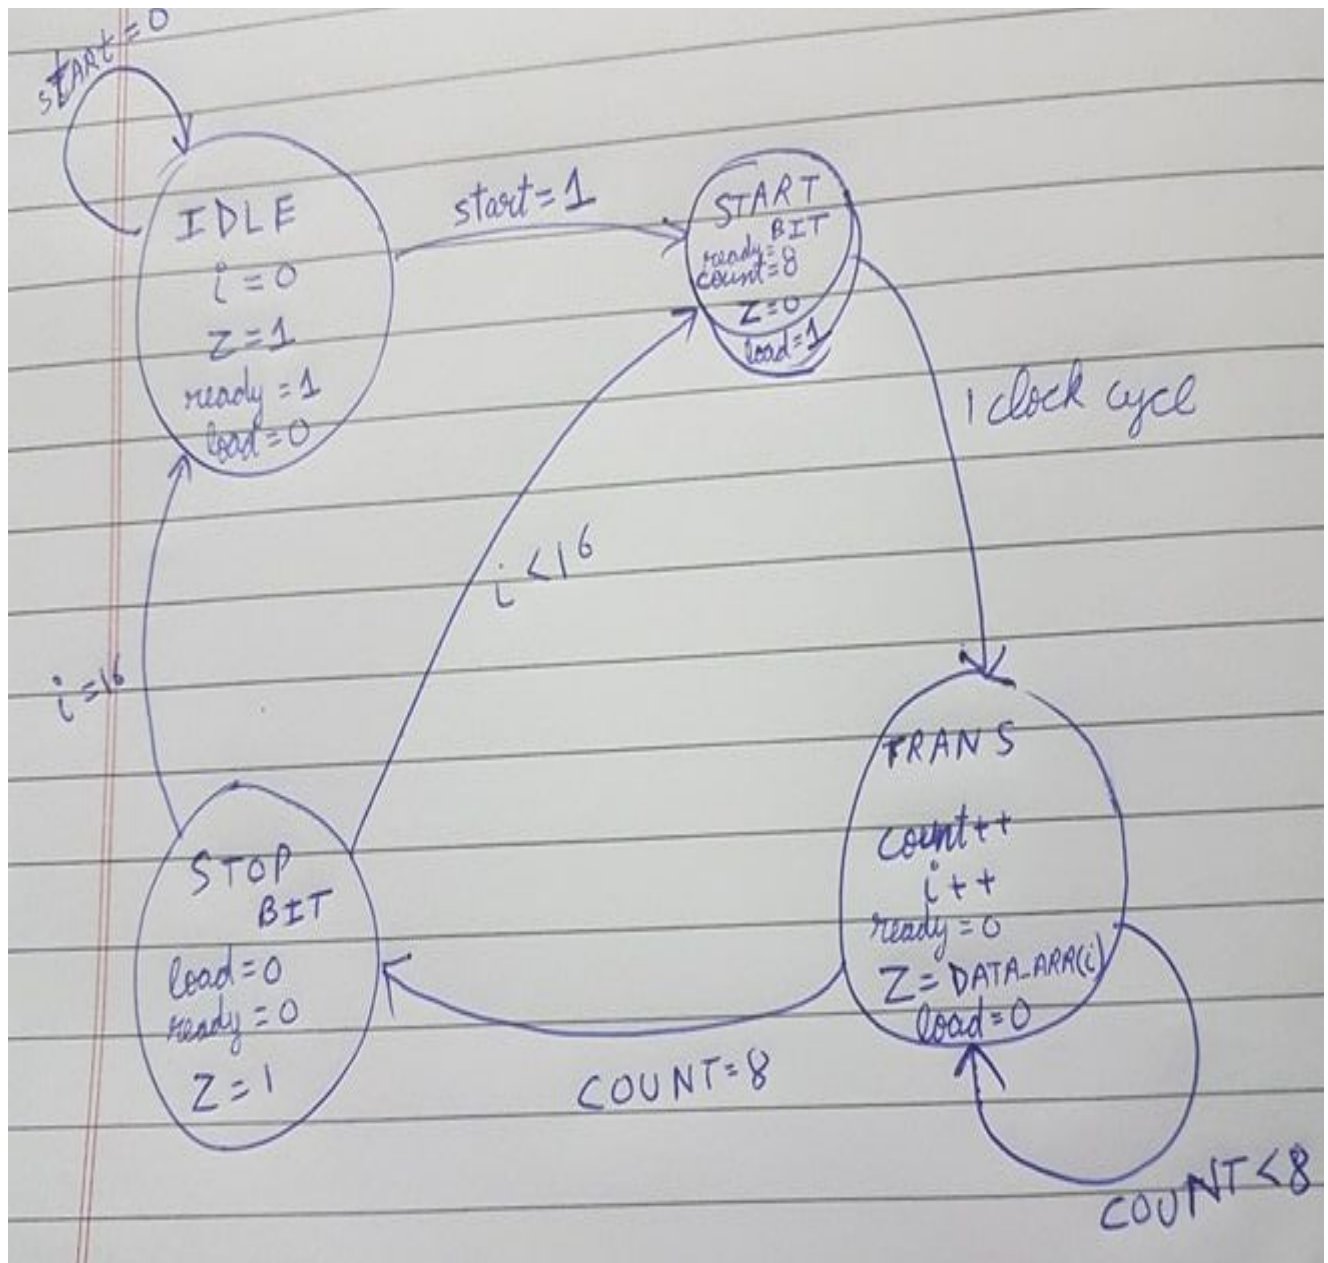 start=0
IDLE
i=0
Z=1
ready=1
load=0
start=1
START
BIT
ready=
count=8
Z=0
load=1
1 clock cycl
i<16
i=16
TRANS
count++
i++
ready=0
Z=DATA_ARR(i)
load=0
STOP
BIT
load=0
ready=0
Z=1
COUNT=8
COUNT<8